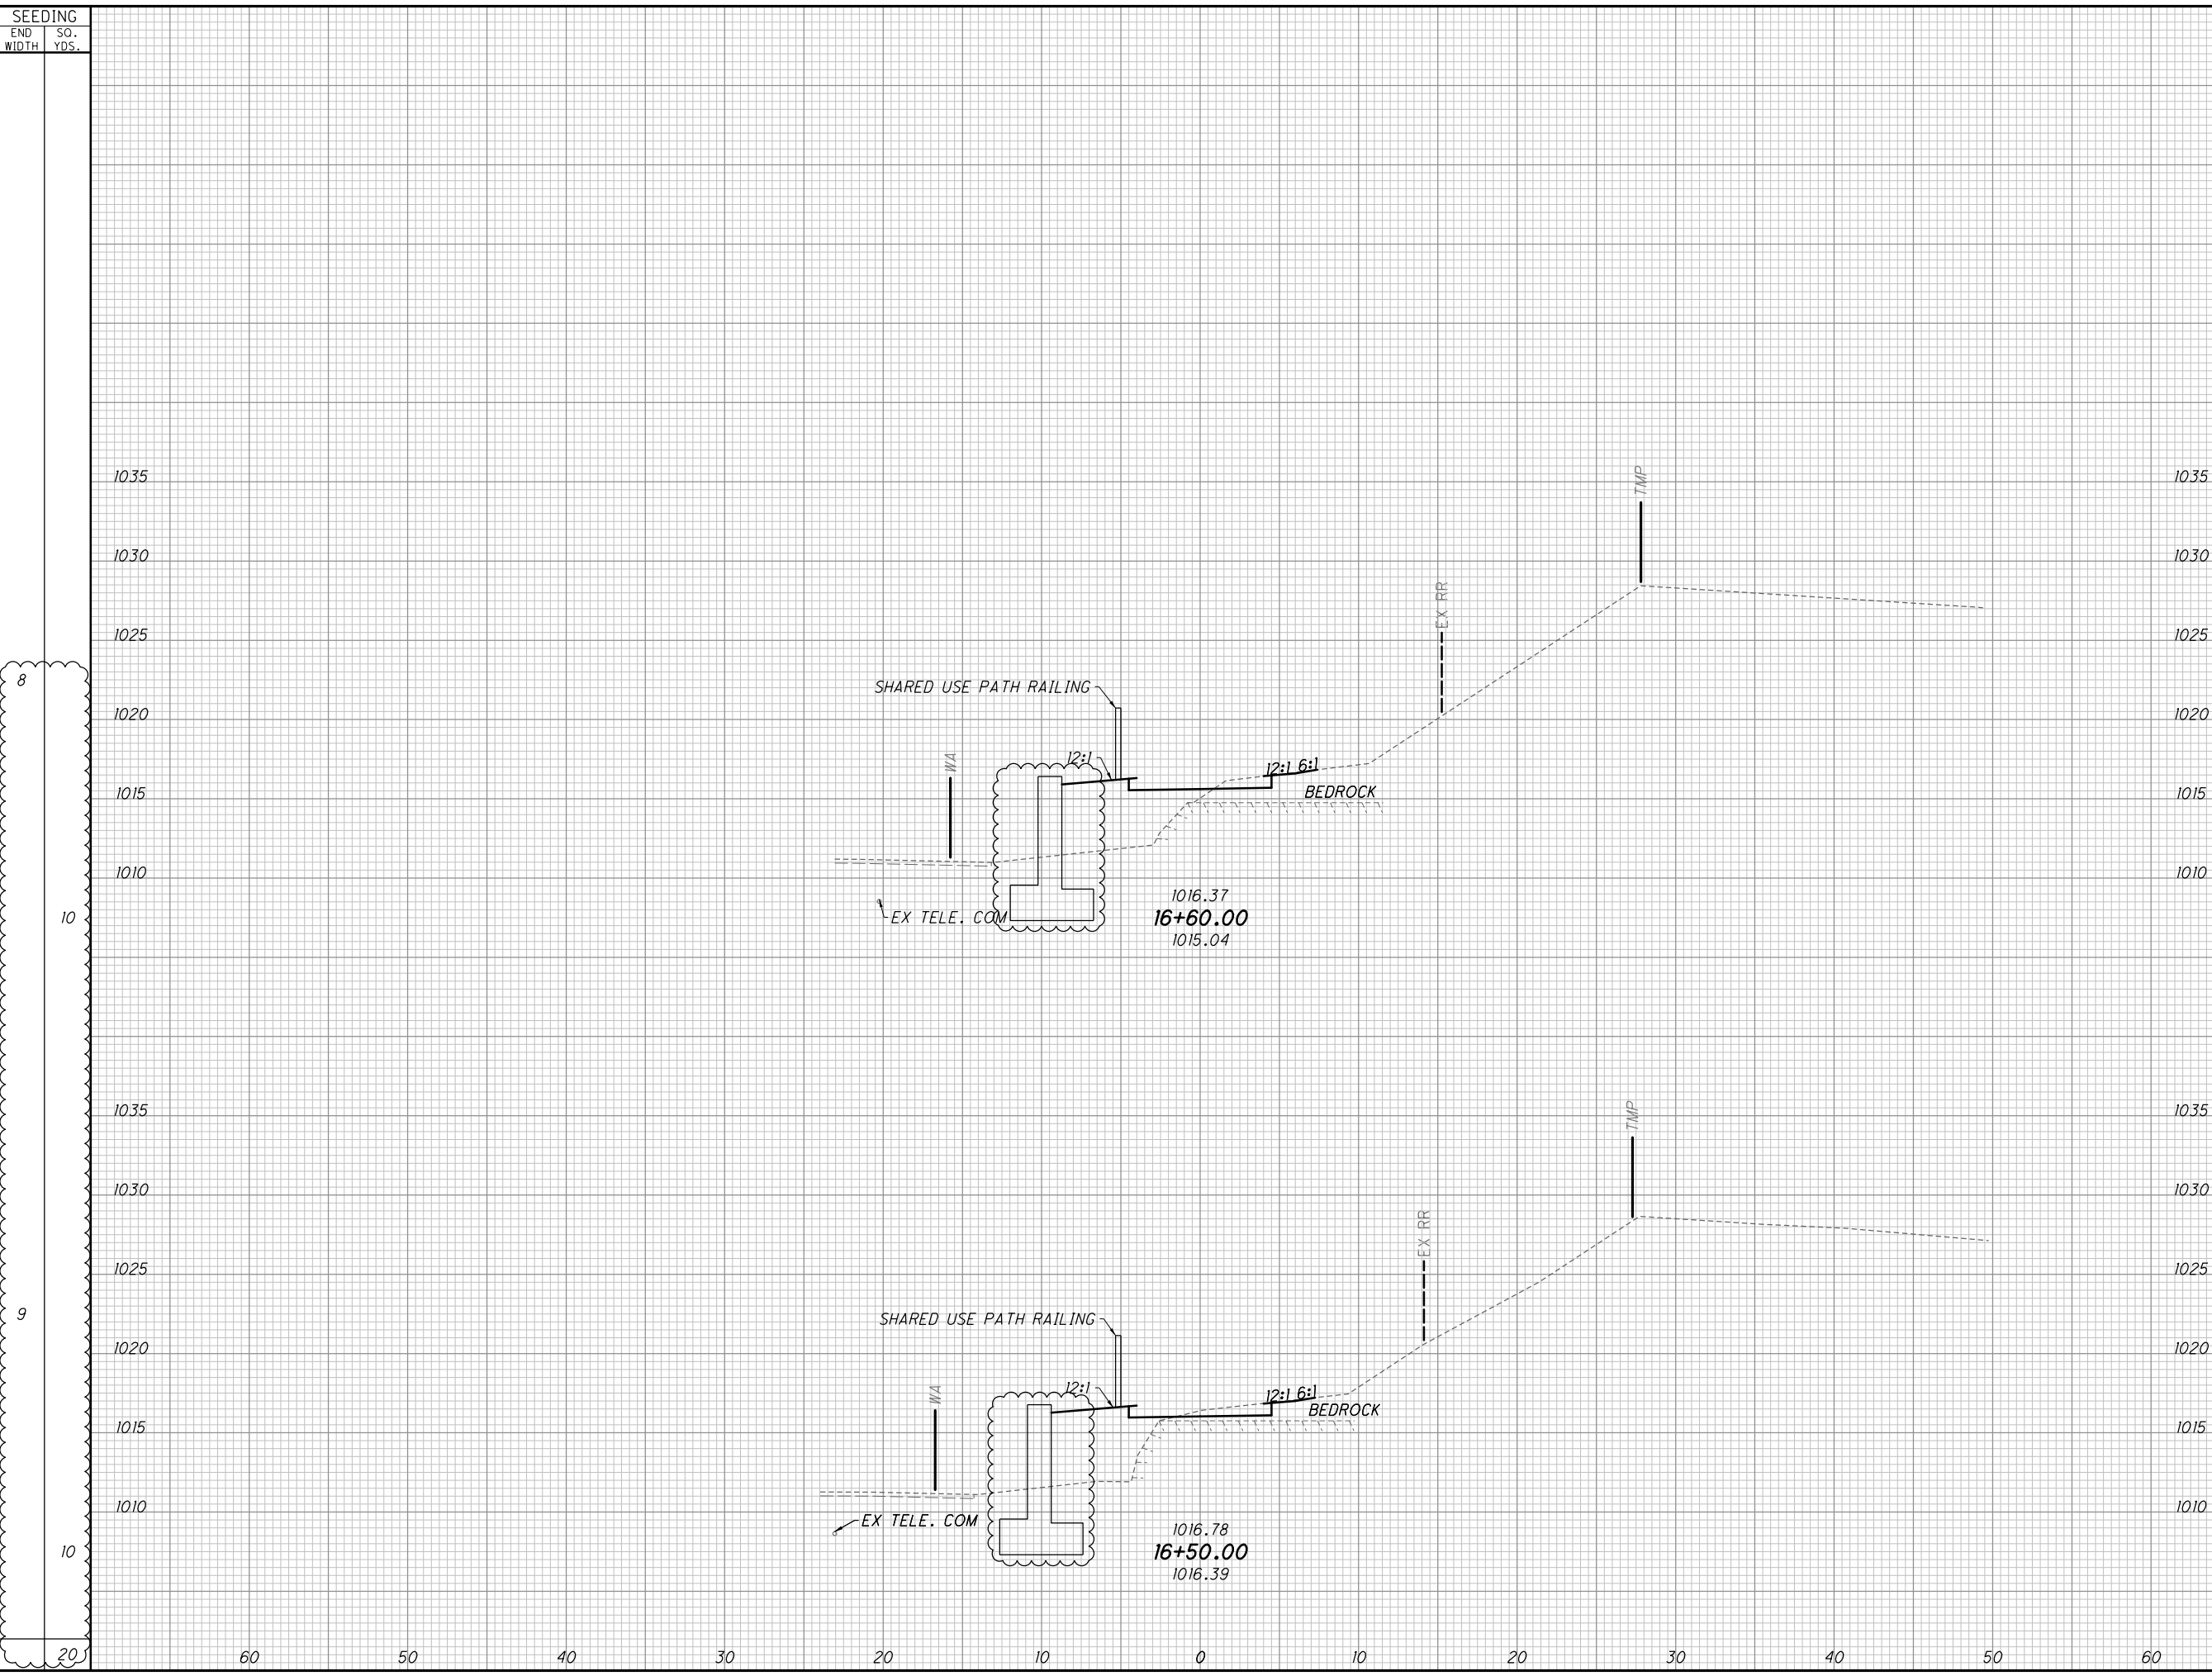 SEEDING
END WIDTH
SQ. YDS.
1035 1035
TMP
1030 1030
EX RR
1025 1025
8
SHARED USE PATH RAILING
1020 1020
WA
12:1
12:1 6:1
BEDROCK
1015 1015
1010 1010
1016.37
10
EX TELE. COM
16+60.00
1015.04
1035 1035
TMP
1030 1030
EX RR
1025 1025
9
SHARED USE PATH RAILING
1020 1020
WA
12:1
12:1 6:1
BEDROCK
1015 1015
1010 1010
EX TELE. COM
1016.78
10
16+50.00
1016.39
20
60 50 40 30 20 10 0 10 20 30 40 50 60